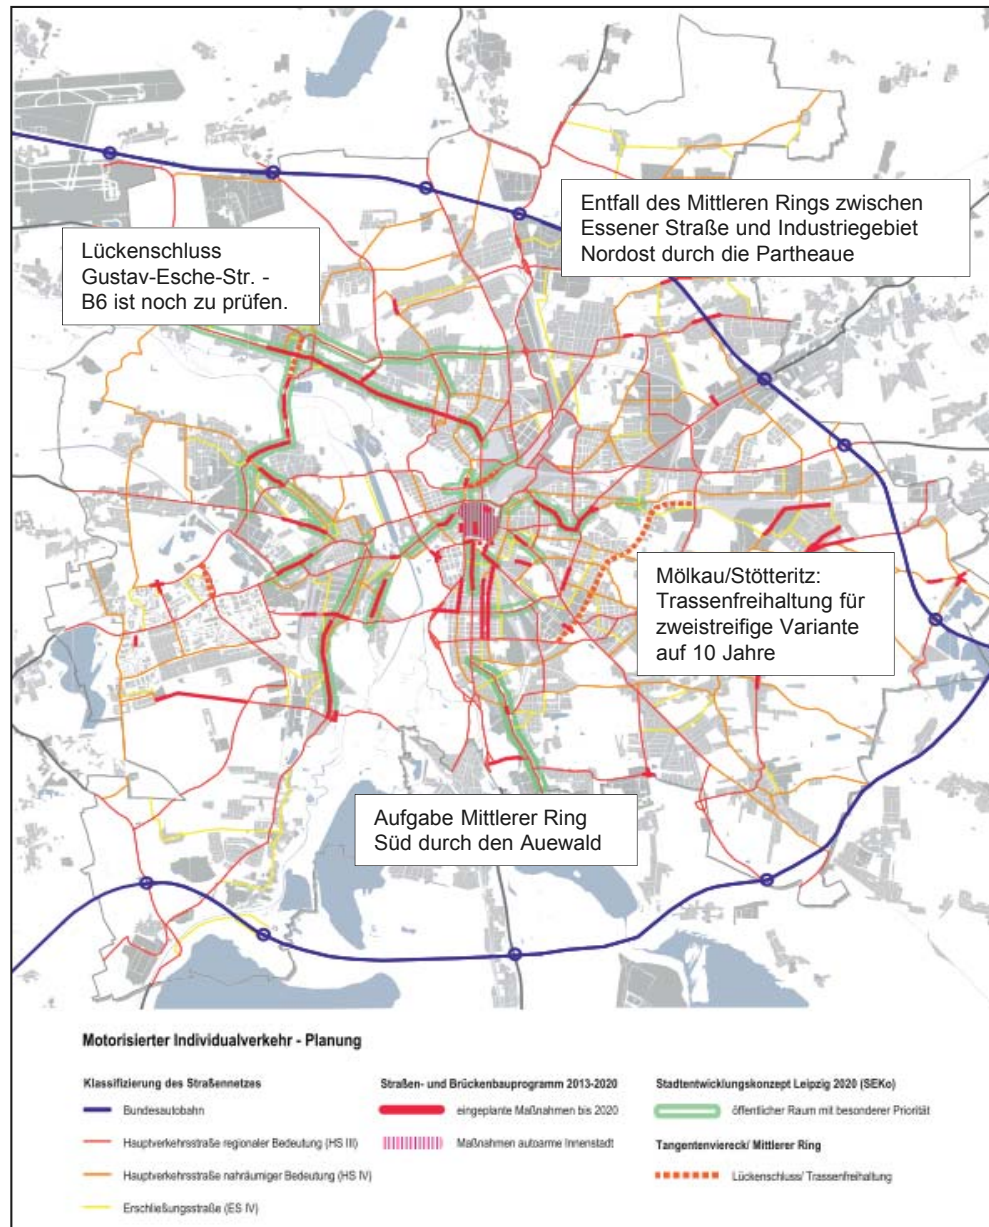 Entfall des Mittleren Rings zwischen
Essener Straße und Industriegebiet
Nordost durch die Partheaue
Lückenschluss
Gustav-Esche-Str. -
B6 ist noch zu prüfen.
Mölkau/Stötteritz:
Trassenfreihaltung für
zweistreifige Variante
auf 10 Jahre
Aufgabe Mittlerer Ring
Süd durch den Auewald
Motorisierter Individualverkehr - Planung
Klassifizierung des Straßennetzes
Bundesautobahn
Hauptverkehrsstraße regionaler Bedeutung (HS III)
Hauptverkehrsstraße nahräumiger Bedeutung (HS IV)
Erschließungsstraße (ES IV)
Straßen- und Brückenbauprogramm 2013-2020
eingeplante Maßnahmen bis 2020
Maßnahmen autoarme Innenstadt
Stadtentwicklungskonzept Leipzig 2020 (SEKo)
öffentlicher Raum mit besonderer Priorität
Tangentenviereck/ Mittlerer Ring
Lückenschluss/ Trassenfreihaltung